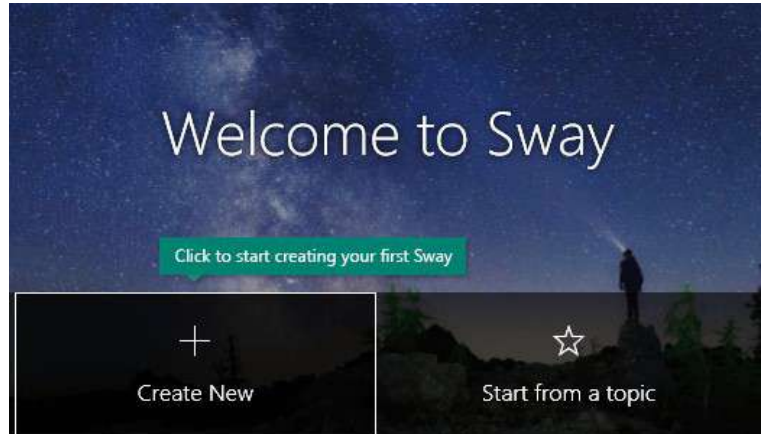 Welcome to Sway
Click to start creating your first Sway
Create New
Start from a topic